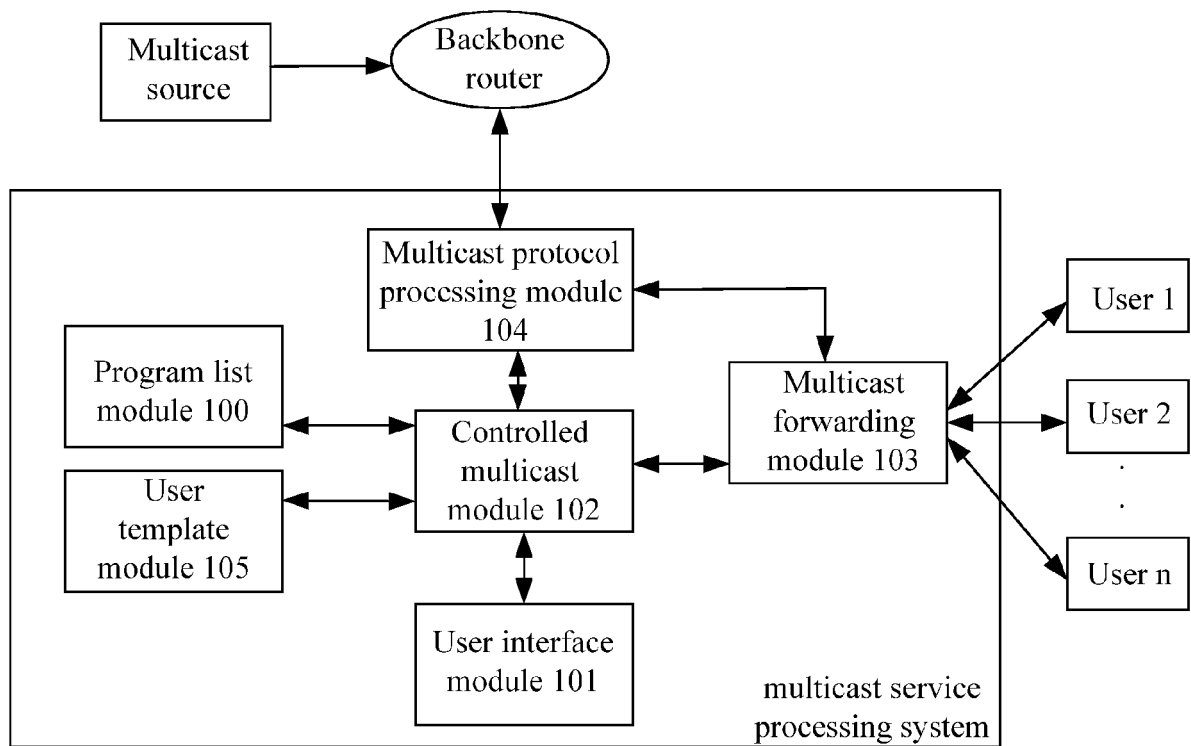 Multicast
source
Backbone
router
Multicast protocol
processing module
104
Program list
module 100
User
template
module 105
Controlled
multicast
module 102
Multicast
forwarding
module 103
User interface
module 101
User 1
User 2
.
.
User n
multicast service
processing system